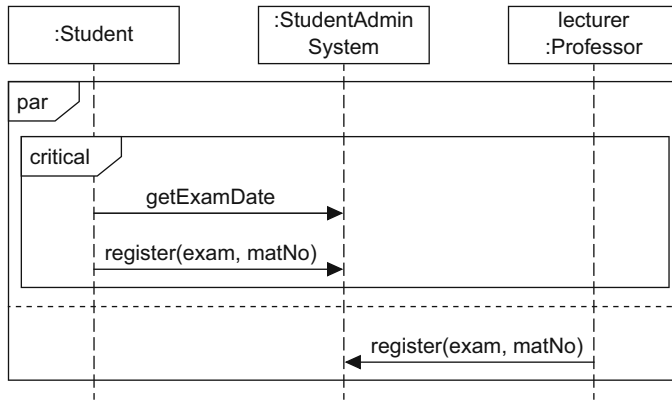 :Student
:StudentAdmin
System
lecturer
:Professor
par
critical
getExamDate
register(exam, matNo)
register(exam, matNo)